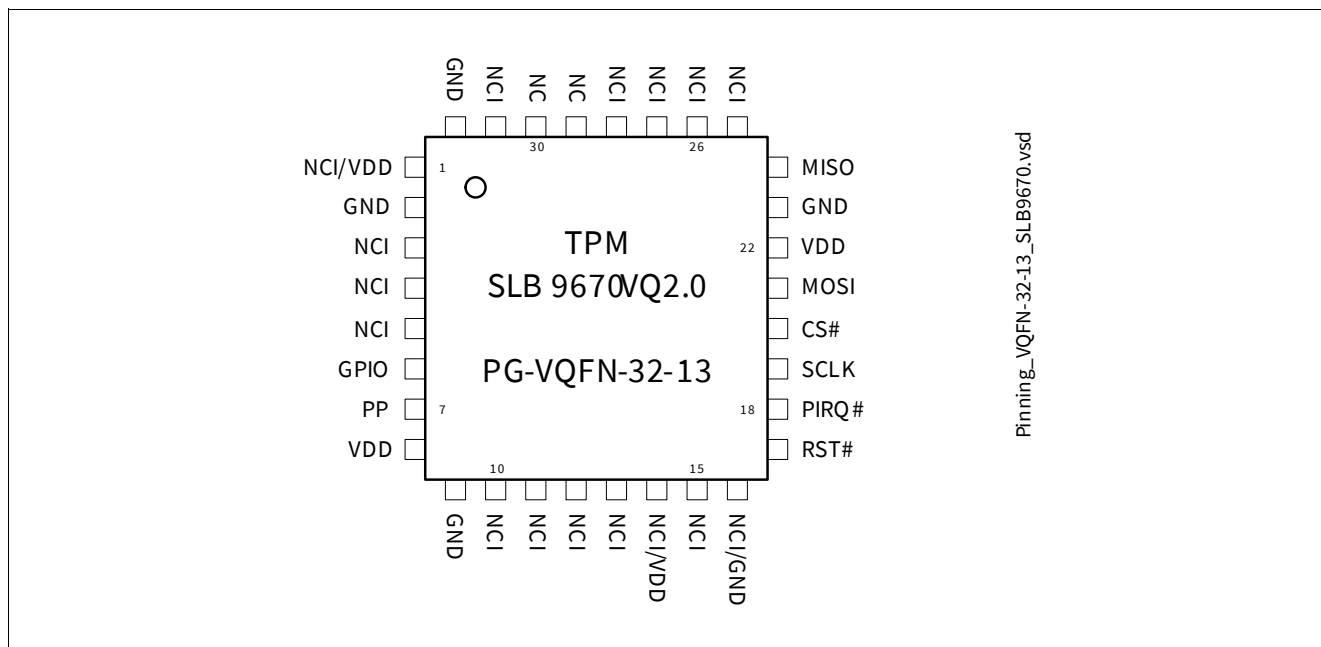 GND
NCI
NC
NC
NCI
NCI
NCI
NCI
30
26
NCI/VDD
1
MISO
GND
GND
NCI
22
VDD
NCI
MOSI
NCI
CS#
GPIO
SCLK
PP
7
18
PIRQ#
VDD
RST#
TPM
SLB 9670VQ2.0
PG-VQFN-32-13
10
15
GND
NCI
NCI
NCI
NCI
NCI/VDD
NCI
NCI/GND
Pinning_VQFN-32-13_SLB9670.vsd